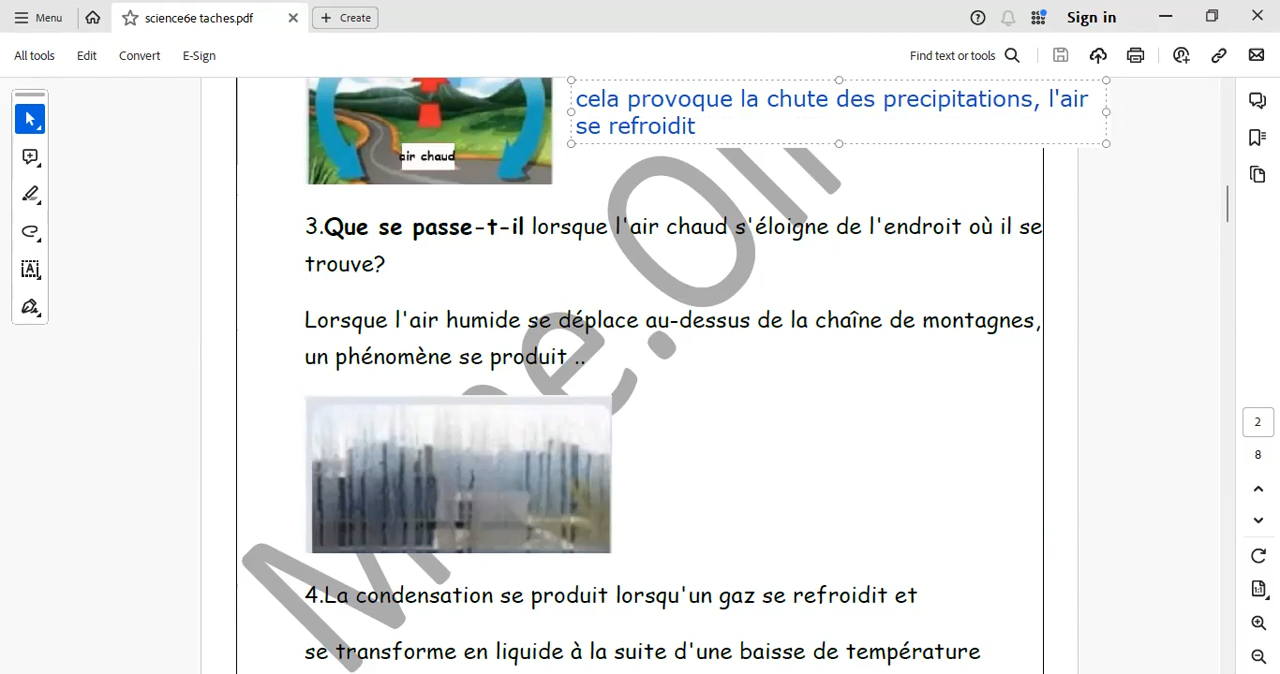 Menu
science6e taches.pdf
Create
Sign in
All tools
Edit
Convert
E-Sign
Find text or tools
cela provoque la chute des precipitations, l'air
se refroidit
air chaud
3.Que se passe-t-il lorsque l'air chaud s'éloigne de l'endroit où il se
trouve?
Lorsque l'air humide se déplace au-dessus de la chaîne de montagnes,
un phénomène se produit ..
4.La condensation se produit lorsqu'un gaz se refroidit et
se transforme en liquide à la suite d'une baisse de température
2
8